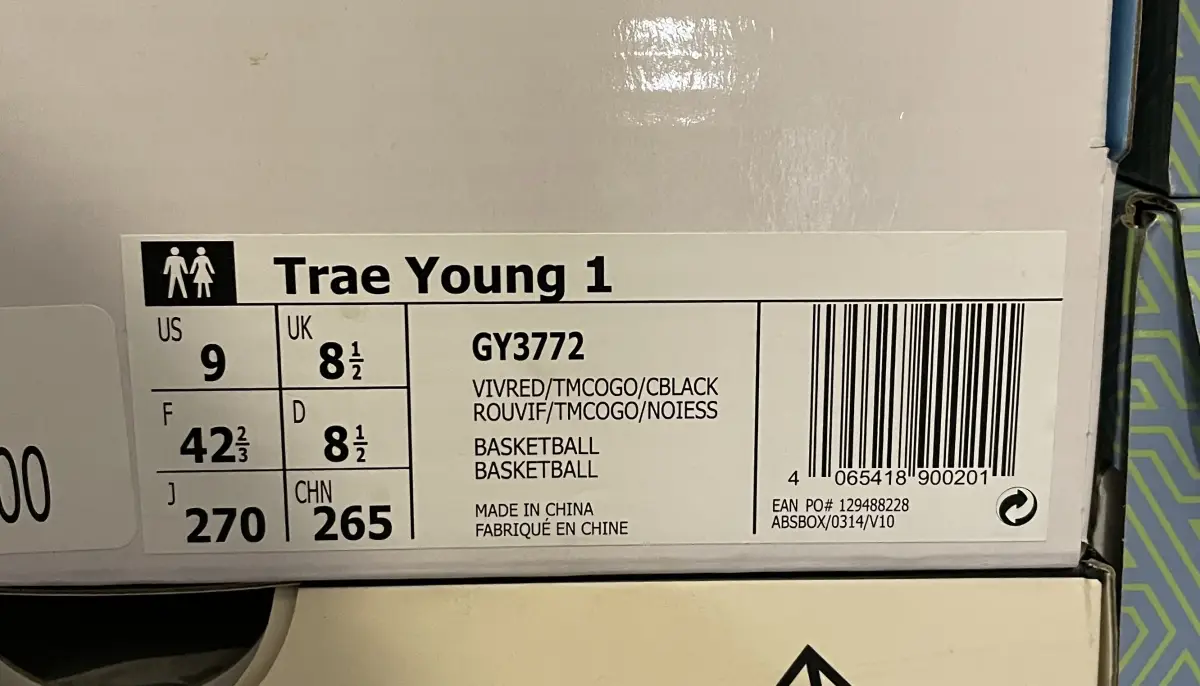 Trae Young 1
US 9
UK 8 1/2
F 42 2/3
D 8 1/2
J 270
CHN 265
GY3772
VIVRED/TMCOGO/CBLACK
ROUVIF/TMCOGO/NOIESS
BASKETBALL
BASKETBALL
MADE IN CHINA
FABRIQUÉ EN CHINE
4 065418 900201
EAN PO# 129488228
ABSBOX/0314/V10
00